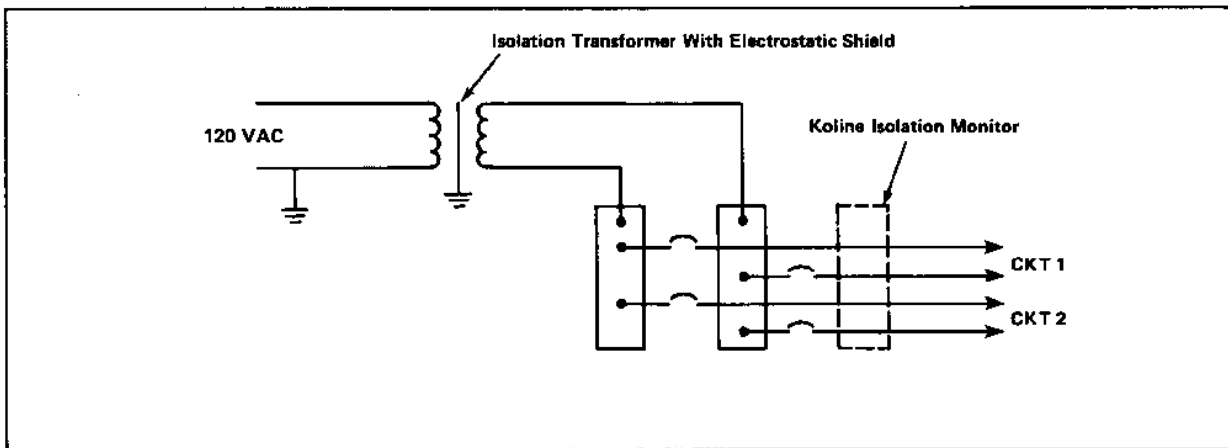 Isolation Transformer With Electrostatic Shield
120 VAC
Koline Isolation Monitor
CKT 1
CKT 2